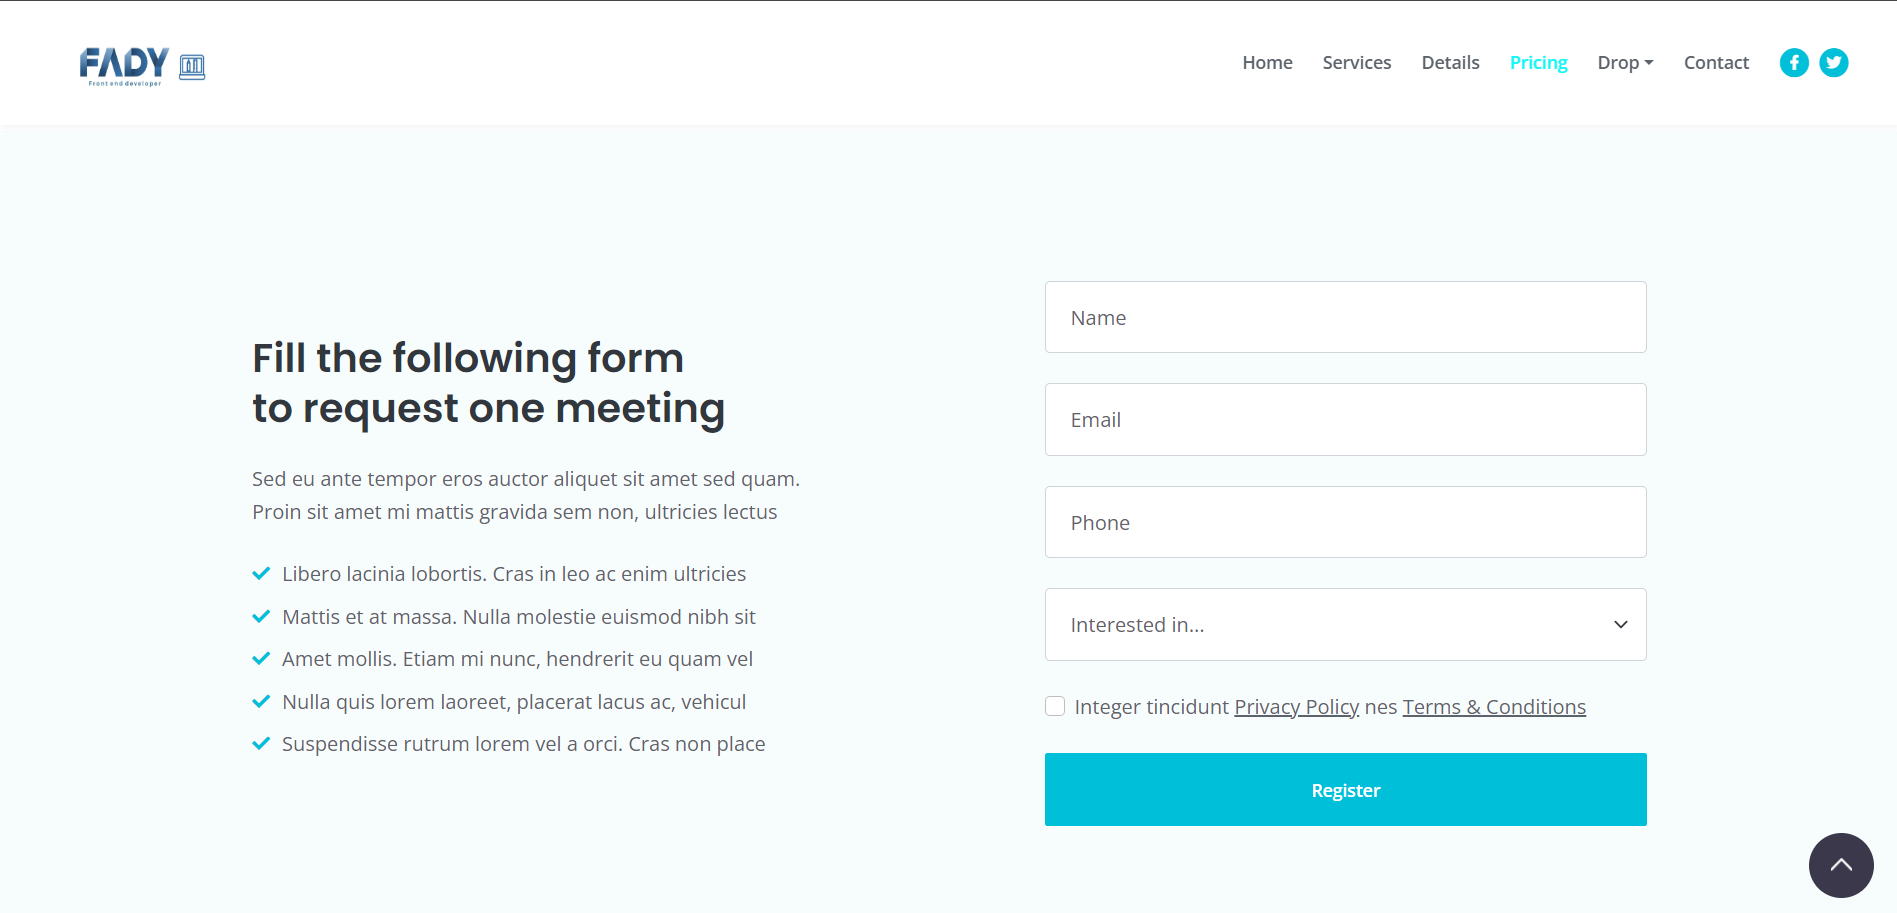 FADY
Front end developer
Home Services Details Pricing Drop Contact
Fill the following form
to request one meeting
Sed eu ante tempor eros auctor aliquet sit amet sed quam.
Proin sit amet mi mattis gravida sem non, ultricies lectus
Libero lacinia lobortis. Cras in leo ac enim ultricies
Mattis et at massa. Nulla molestie euismod nibh sit
Amet mollis. Etiam mi nunc, hendrerit eu quam vel
Nulla quis lorem laoreet, placerat lacus ac, vehicul
Suspendisse rutrum lorem vel a orci. Cras non place
Name
Email
Phone
Interested in...
Integer tincidunt Privacy Policy nes Terms & Conditions
Register